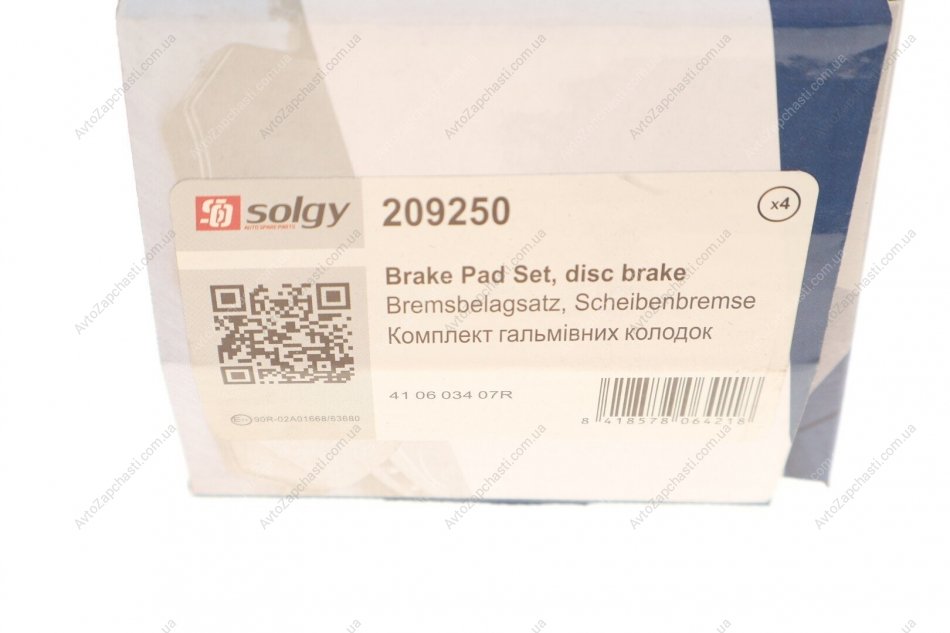 solgy
AUTO SPARE PARTS
209250
x4
Brake Pad Set, disc brake
Bremsbelagsatz, Scheibenbremse
Комплект гальмівних колодок
41 06 034 07R
90R-02A01668/63680
8 418578 064218
AvtoZapchasti.com.ua